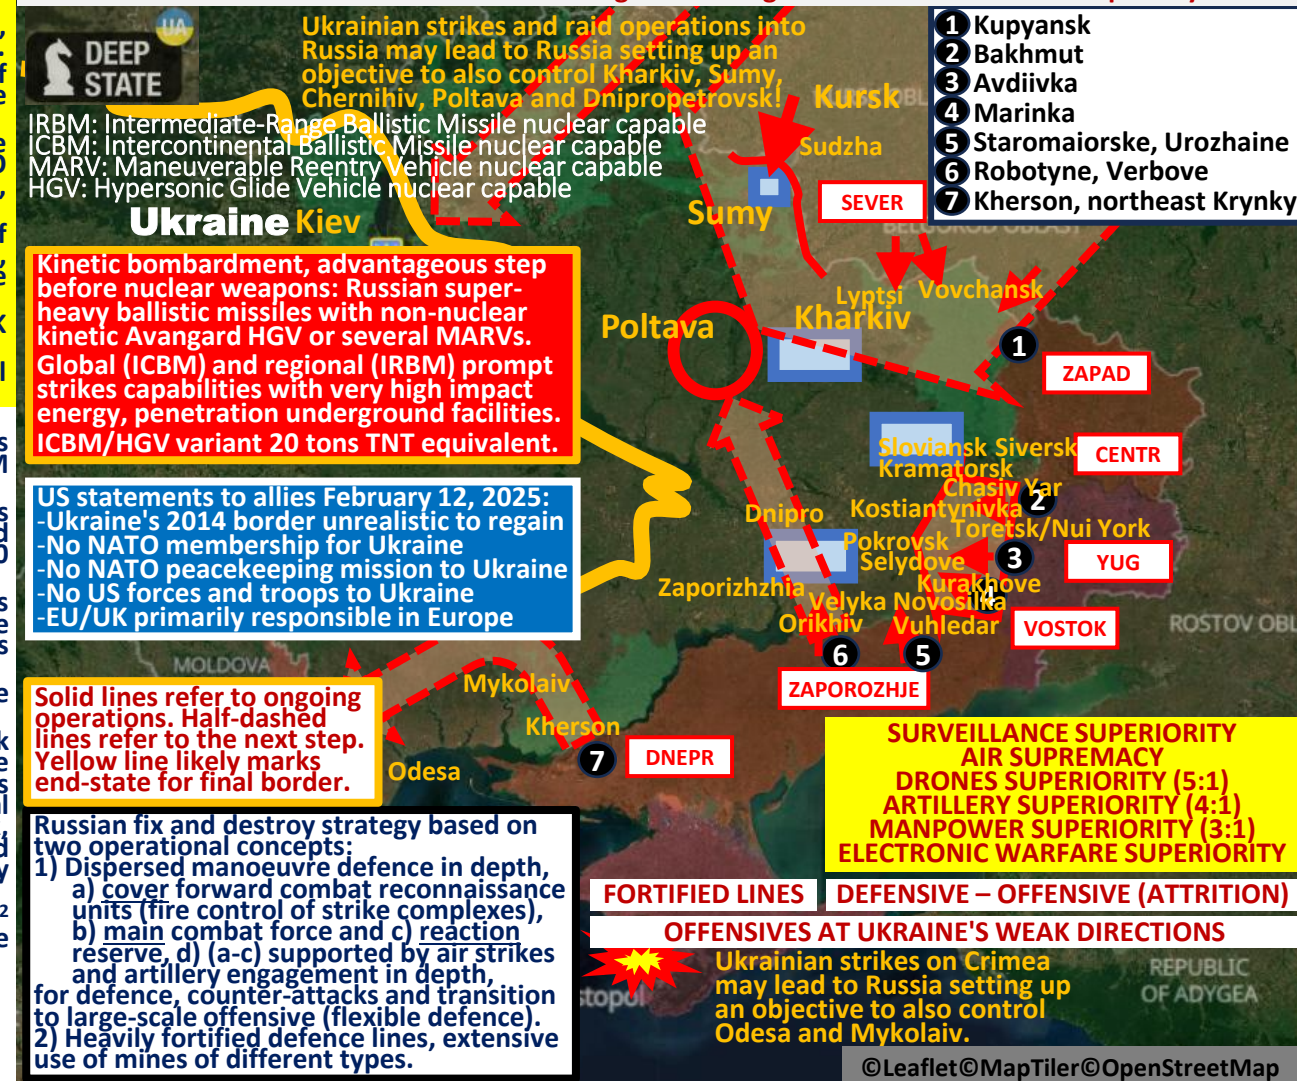 Ukrainian strikes and raid operations into
Russia may lead to Russia setting up an
objective to also control Kharkiv, Sumy,
Chernihiv, Poltava and Dnipropetrovsk!
UA
DEEP
STATE
IRBM: Intermediate-Range Ballistic Missile nuclear capable
ICBM: Intercontinental Ballistic Missile nuclear capable
MARV: Maneuverable Reentry Vehicle nuclear capable
HGV: Hypersonic Glide Vehicle nuclear capable
1 Kupyansk
2 Bakhmut
3 Avdiivka
4 Marinka
5 Staromaiorske, Urozhaine
6 Robotyne, Verbove
7 Kherson, northeast Krynky
Kursk
Sudzha
SEVER
Sumy
BELGOROD OBLAST
Ukraine Kiev
Kinetic bombardment, advantageous step
before nuclear weapons: Russian super-
heavy ballistic missiles with non-nuclear
kinetic Avangard HGV or several MARVs.
Global (ICBM) and regional (IRBM) prompt
strikes capabilities with very high impact
energy, penetration underground facilities.
ICBM/HGV variant 20 tons TNT equivalent.
Lyptsi
Vovchansk
Kharkiv
Poltava
1
ZAPAD
Sloviansk Siversk
CENTR
Kramatorsk
Chasiv Yar
2
Kostiantynivka
Dnipro
Toretsk/Nui York
Pokrovsk
3
Selydove
YUG
Kurakhove
Zaporizhzhia
4
Velyka Novosilka
Orikhiv
Vuhledar
VOSTOK
ROSTOV OBL
6
5
ZAPOROZHJE
US statements to allies February 12, 2025:
-Ukraine's 2014 border unrealistic to regain
-No NATO membership for Ukraine
-No NATO peacekeeping mission to Ukraine
-No US forces and troops to Ukraine
-EU/UK primarily responsible in Europe
MOLDOVA
Mykolaiv
Kherson
7
DNEPR
Odesa
Solid lines refer to ongoing
operations. Half-dashed
lines refer to the next step.
Yellow line likely marks
end-state for final border.
SURVEILLANCE SUPERIORITY
AIR SUPREMACY
DRONES SUPERIORITY (5:1)
ARTILLERY SUPERIORITY (4:1)
MANPOWER SUPERIORITY (3:1)
ELECTRONIC WARFARE SUPERIORITY
Russian fix and destroy strategy based on
two operational concepts:
1) Dispersed manoeuvre defence in depth,
a) cover forward combat reconnaissance
units (fire control of strike complexes),
b) main combat force and c) reaction
reserve, d) (a-c) supported by air strikes
and artillery engagement in depth,
for defence, counter-attacks and transition
to large-scale offensive (flexible defence).
2) Heavily fortified defence lines, extensive
use of mines of different types.
FORTIFIED LINES
DEFENSIVE – OFFENSIVE (ATTRITION)
OFFENSIVES AT UKRAINE'S WEAK DIRECTIONS
Ukrainian strikes on Crimea
may lead to Russia setting up
an objective to also control
Odesa and Mykolaiv.
stopol
REPUBLIC
OF ADYGEA
©Leaflet©MapTiler©OpenStreetMap